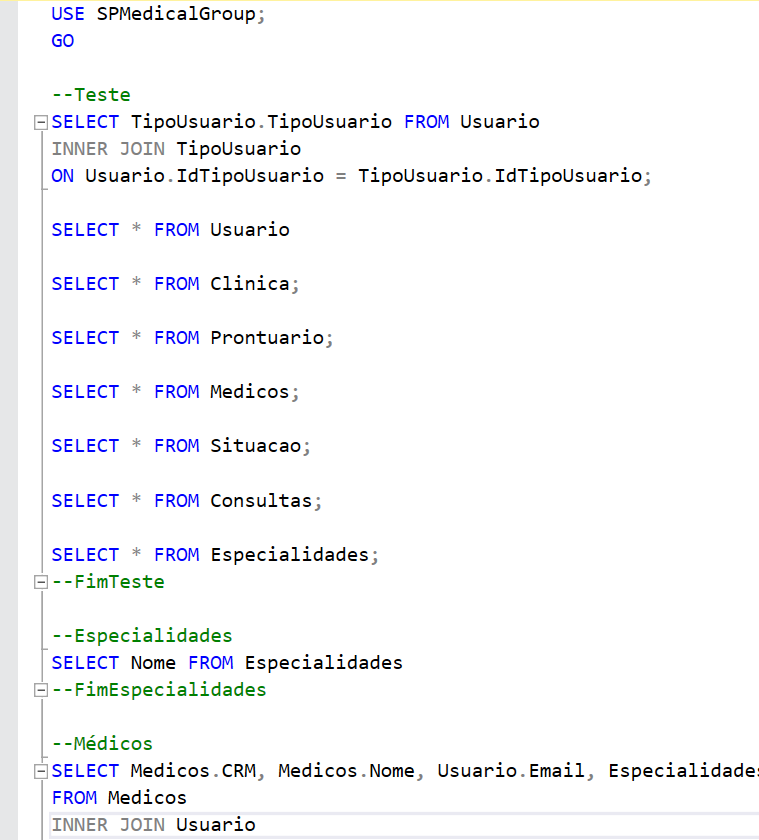 USE SPMedicalGroup;
GO
--Teste
SELECT TipoUsuario.TipoUsuario FROM Usuario
INNER JOIN TipoUsuario
ON Usuario.IdTipoUsuario = TipoUsuario.IdTipoUsuario;
SELECT * FROM Usuario
SELECT * FROM Clinica;
SELECT * FROM Prontuario;
SELECT * FROM Medicos;
SELECT * FROM Situacao;
SELECT * FROM Consultas;
SELECT * FROM Especialidades;
--FimTeste
--Especialidades
SELECT Nome FROM Especialidades
--FimEspecialidades
--Médicos
SELECT Medicos.CRM, Medicos.Nome, Usuario.Email, Especialidades
FROM Medicos
INNER JOIN Usuario